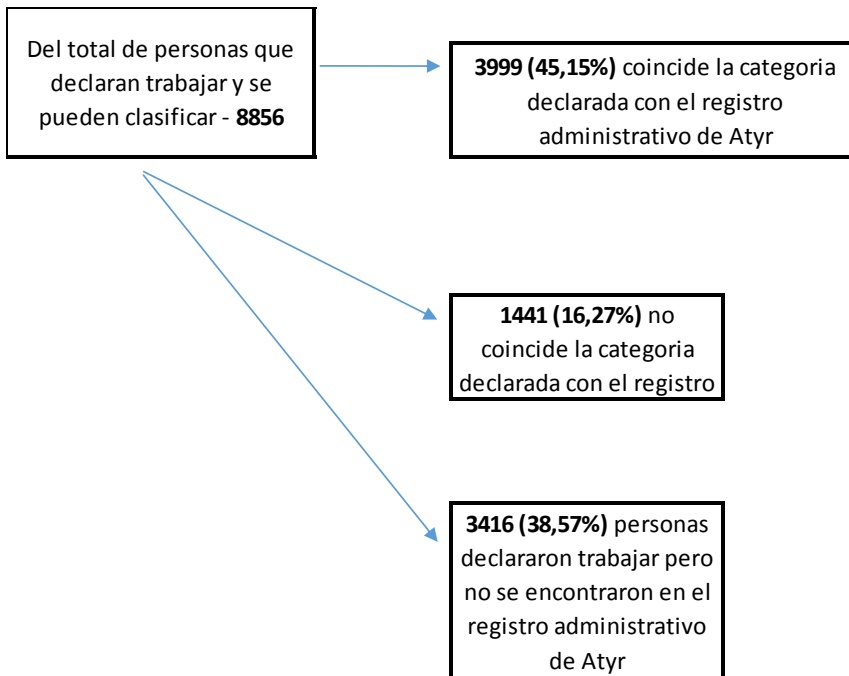 Del total de personas que
declaran trabajar y se
pueden clasificar - 8856
3999 (45,15%) coincide la categoria
declarada con el registro
administrativo de Atyr
1441 (16,27%) no
coincide la categoria
declarada con el registro
3416 (38,57%) personas
declararon trabajar pero
no se encontraron en el
registro administrativo
de Atyr